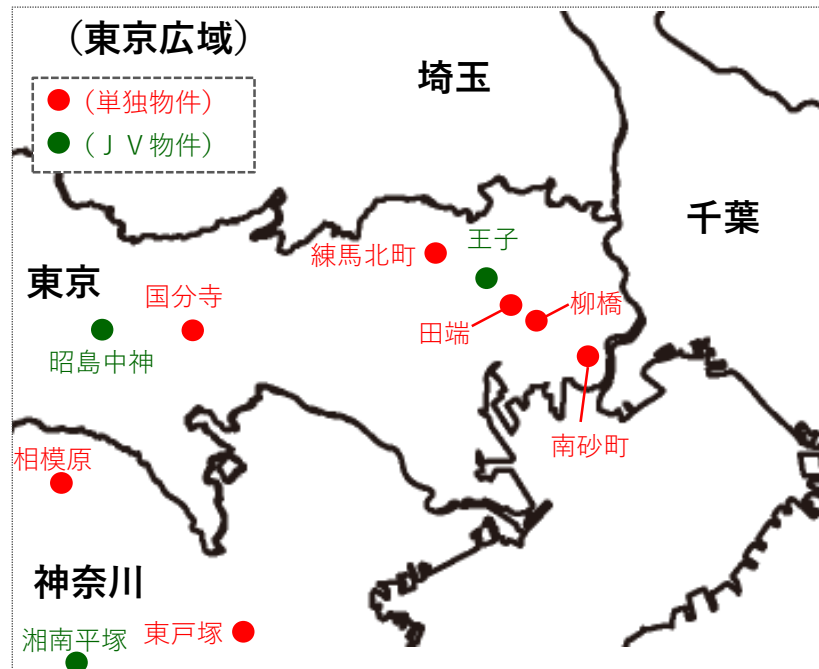 (東京広域)
(単独物件)
(ＪＶ物件)
埼玉
千葉
王子
練馬北町
東京
国分寺
柳橋
田端
昭島中神
南砂町
相模原
神奈川
東戸塚
湘南平塚